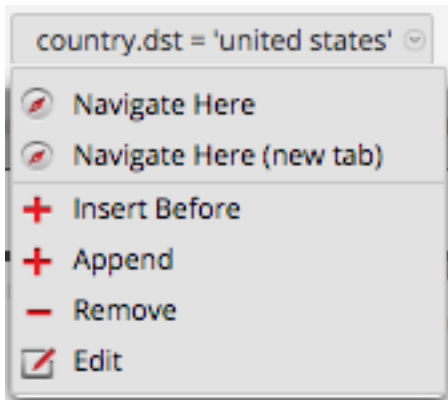 country.dst = 'united states'
Navigate Here
Navigate Here (new tab)
Insert Before
Append
Remove
Edit